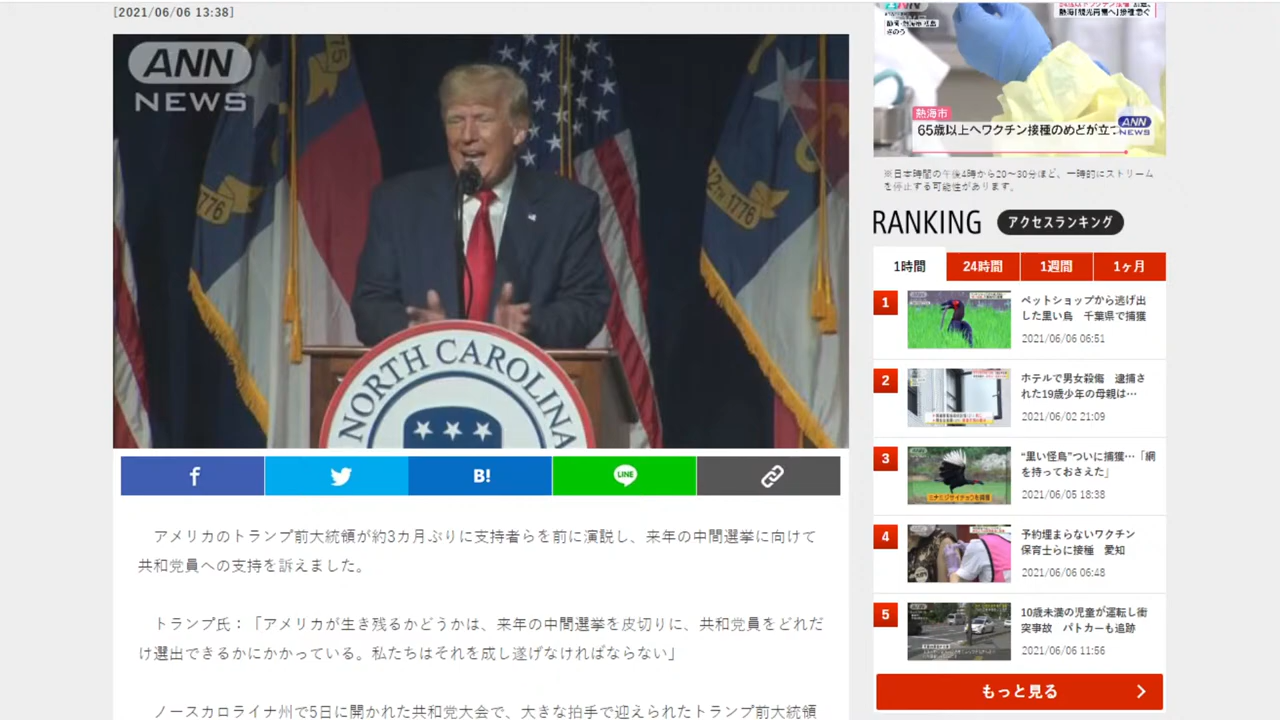 [2021/06/06 13:38]
ANN
NEWS
1776
12TH 1776
NORTH CAROLINA
B!
LINE
アメリカのトランプ前大統領が約3カ月ぶりに支持者らを前に演説し、来年の中間選挙に向けて
共和党員への支持を訴えました。
トランプ氏：「アメリカが生き残るかどうかは、来年の中間選挙を皮切りに、共和党員をどれだ
け選出できるかにかかっている。私たちはそれを成し遂げなければならない」
ノースカロライナ州で5日に開かれた共和党大会で、大きな拍手で迎えられたトランプ前大統領
きのう
熱海市
65歳以上へワクチン接種のめどが立つ
ANN
NEWS
※日本時間の午後4時から20～30分ほど、一時的にストリーム
を停止する可能性があります。
RANKING アクセスランキング
1時間 24時間 1週間 1ヶ月
1
ペットショップから逃げ出
した黒い鳥　千葉県で捕獲
2021/06/06 06:51
2
ホテルで男女殺傷　逮捕さ
れた19歳少年の母親は…
2021/06/02 21:09
3
“黒い怪鳥”ついに捕獲…「網
を持っておさえた」
2021/06/05 18:38
4
予約埋まらないワクチン
保育士らに接種　愛知
2021/06/06 06:48
5
10歳未満の児童が運転し衝
突事故　パトカーも追跡
2021/06/06 11:56
もっと見る